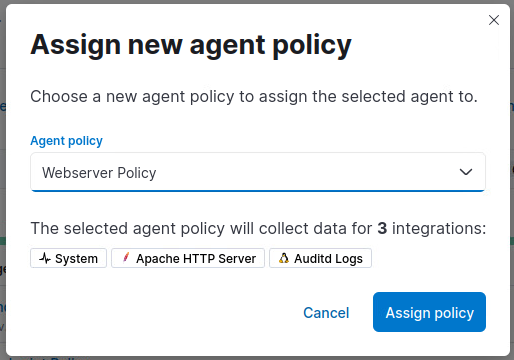 Assign new agent policy
Choose a new agent policy to assign the selected agent to.
Agent policy
Webserver Policy
The selected agent policy will collect data for 3 integrations:
System
Apache HTTP Server
Auditd Logs
Cancel
Assign policy